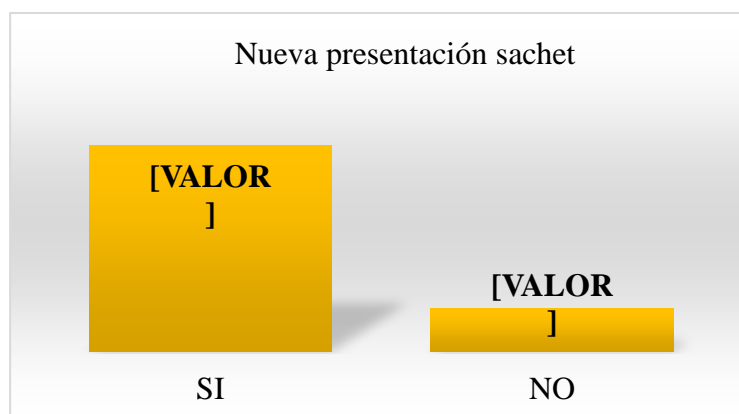 Nueva presentación sachet
[VALOR
]
[VALOR
]
SI
NO